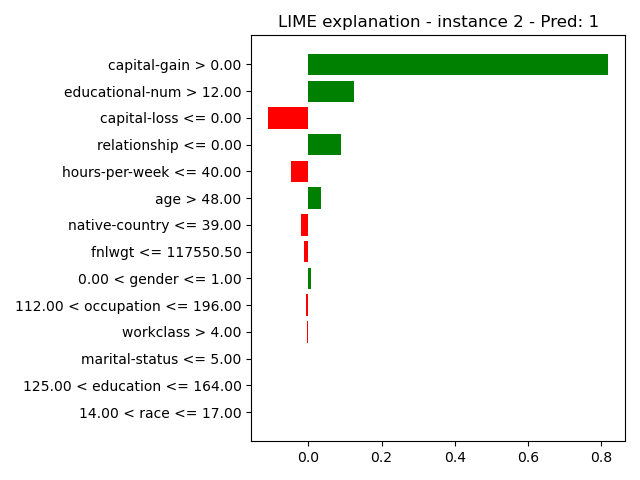 LIME explanation - instance 2 - Pred: 1
capital-gain > 0.00
educational-num > 12.00
capital-loss <= 0.00
relationship <= 0.00
hours-per-week <= 40.00
age > 48.00
native-country <= 39.00
fnlwgt <= 117550.50
0.00 < gender <= 1.00
112.00 < occupation <= 196.00
workclass > 4.00
marital-status <= 5.00
125.00 < education <= 164.00
14.00 < race <= 17.00
0.0 0.2 0.4 0.6 0.8